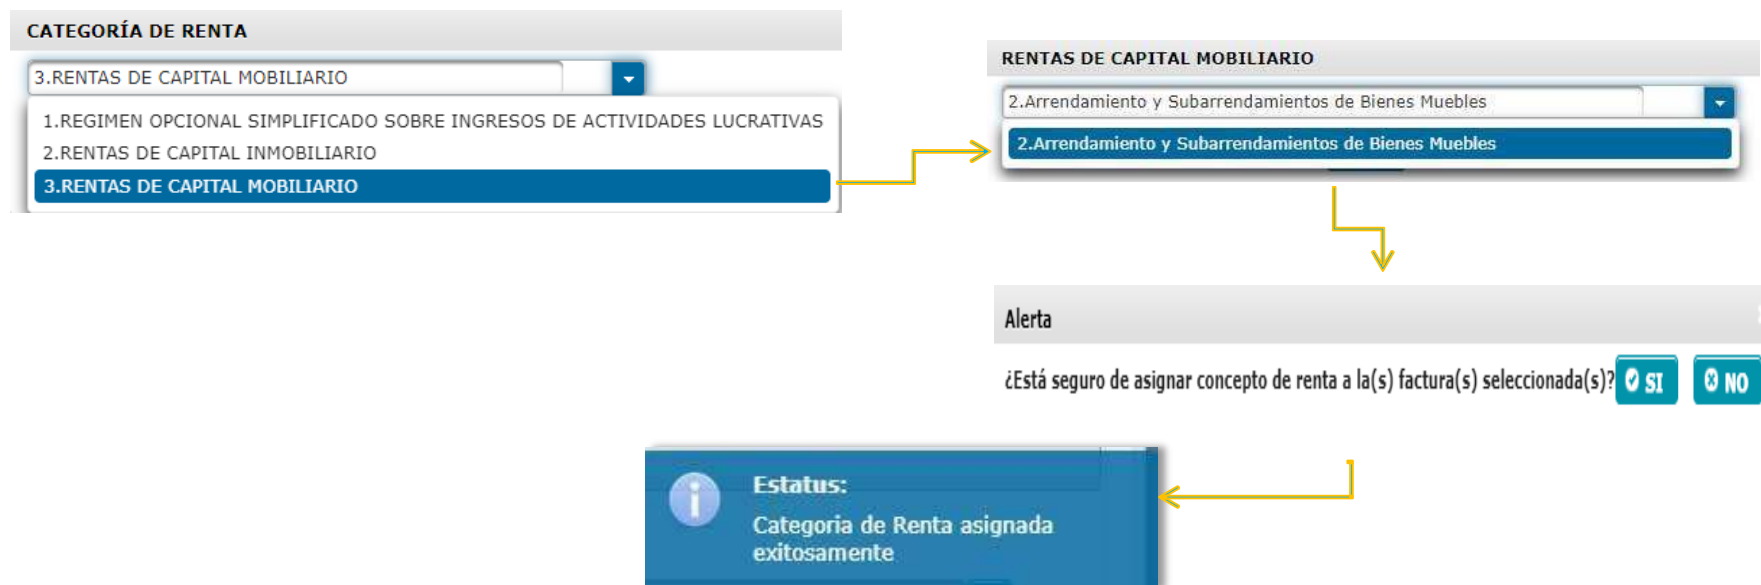 CATEGORÍA DE RENTA
3.RENTAS DE CAPITAL MOBILIARIO
1.REGIMEN OPCIONAL SIMPLIFICADO SOBRE INGRESOS DE ACTIVIDADES LUCRATIVAS
2.RENTAS DE CAPITAL INMOBILIARIO
3.RENTAS DE CAPITAL MOBILIARIO
RENTAS DE CAPITAL MOBILIARIO
2.Arrendamiento y Subarrendamientos de Bienes Muebles
2.Arrendamiento y Subarrendamientos de Bienes Muebles
Alerta
¿Está seguro de asignar concepto de renta a la(s) factura(s) seleccionada(s)? SI NO
Estatus:
Categoria de Renta asignada
exitosamente